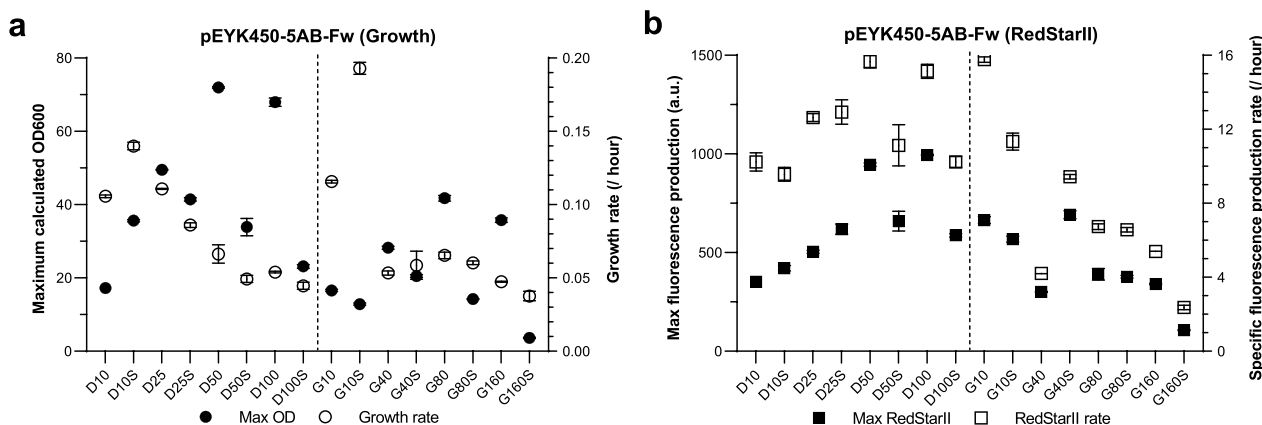 a
pEYK450-5AB-Fw (Growth)
Maximum calculated OD600
80
60
40
20
0
Growth rate (/ hour)
0.20
0.15
0.10
0.05
0.00
D10 D10S D25 D25S D50 D50S D100 D100S G10 G10S G40 G40S G80 G80S G160 G160S
Max OD Growth rate
b
pEYK450-5AB-Fw (RedStarII)
Max fluorescence production (a.u.)
1500
1000
500
0
Specific fluorescence production rate (/ hour)
16
12
8
4
0
D10 D10S D25 D25S D50 D50S D100 D100S G10 G10S G40 G40S G80 G80S G160 G160S
Max RedStarII RedStarII rate